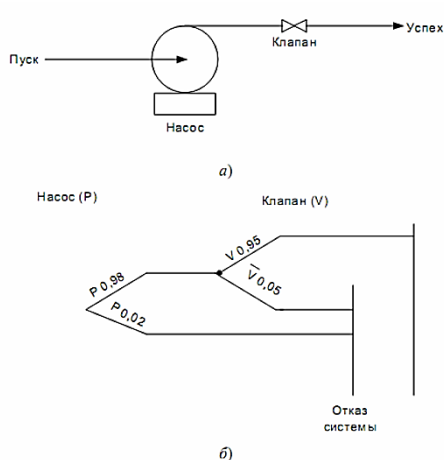 Пуск
Успех
Клапан
Насос
а)
Насос (P)
Клапан (V)
V 0,95
V̅ 0,05
P 0,98
P 0,02
Отказ
системы
б)